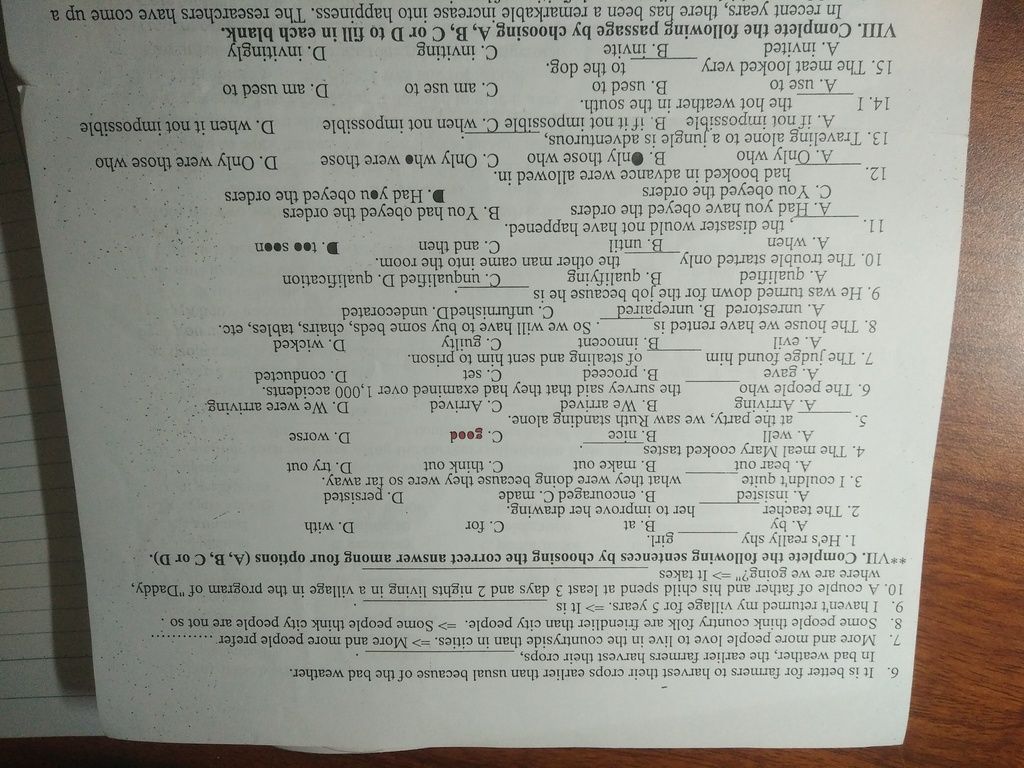 6. It is better for farmers to harvest their crops earlier than usual because of the bad weather.
In bad weather, the earlier farmers harvest their crops, ____________________.
7. More and more people love to live in the countryside than in cities. => More and more people prefer ............
8. Some people think country folk are friendlier than city people. => Some people think city people are not so .
9. I haven't returned my village for 5 years. => It is ____________________.
10. A couple of father and his child spend at least 3 days and 2 nights living in a village in the program of "Daddy,
where are we going?" => It takes ____________________
**VII. Complete the following sentences by choosing the correct answer among four options (A, B, C or D).
1. He's really shy ________ girl.
A. by B. at C. for D. with
2. The teacher ________ her to improve her drawing.
A. insisted B. encouraged C. made D. persisted
3. I couldn't quite ________ what they were doing because they were so far away.
A. bear out B. make out C. think out D. try out
4. The meal Mary cooked tastes ________.
A. well B. nice C. good D. worse
5. ________ at the party, we saw Ruth standing alone.
A. Arriving B. We arrived C. Arrived D. We were arriving
6. The people who ________ the survey said that they had examined over 1,000 accidents.
A. gave B. proceed C. set D. conducted
7. The judge found him ________ of stealing and sent him to prison.
A. evil B. innocent C. guilty D. wicked
8. The house we have rented is ________. So we will have to buy some beds, chairs, tables, etc.
A. unrestored B. unrepaired C. unfurnishedD. undecorated
9. He was turned down for the job because he is ________.
A. qualified B. qualifying C. unqualified D. qualification
10. The trouble started only ________ the other man came into the room.
A. when B. until C. and then D. too soon
11. ________, the disaster would not have happened.
A. Had you have obeyed the orders B. You had obeyed the orders
C. You obeyed the orders D. Had you obeyed the orders
12. ________ had booked in advance were allowed in.
A. Only who B. Only those who C. Only who were those D. Only were those who
13. Traveling alone to a jungle is adventurous, ________.
A. if not impossible B. if it not impossible C. when not impossible D. when it not impossible
14. I ________ the hot weather in the south.
A. use to B. used to C. am use to D. am used to
15. The meat looked very ________ to the dog.
A. invited B. invite C. inviting D. invitingly
VIII. Complete the following passage by choosing A, B, C or D to fill in each blank.
In recent years, there has been a remarkable increase into happiness. The researchers have come up a